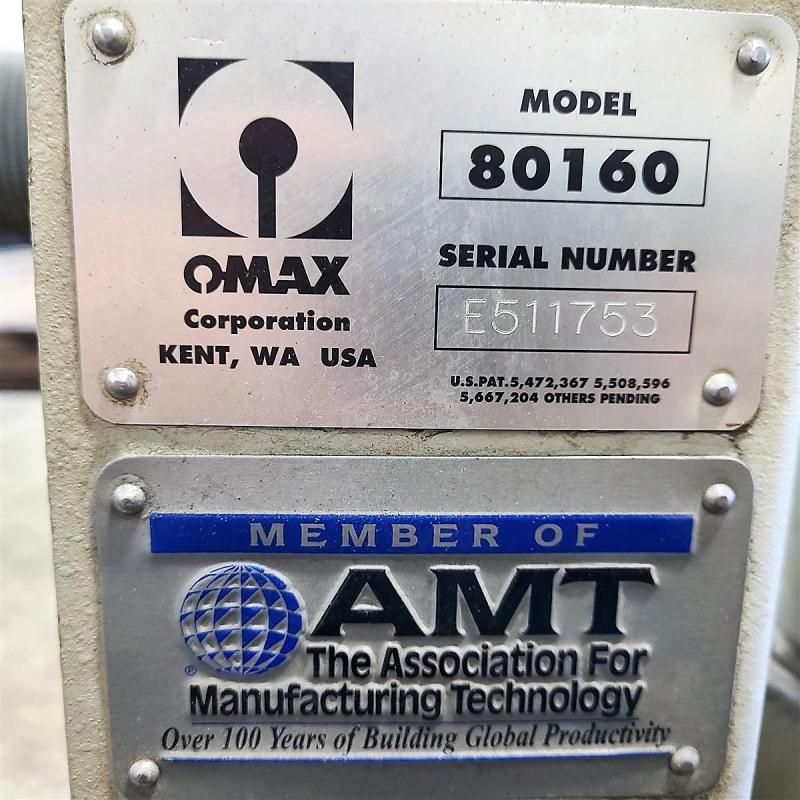 MODEL
80160
OMAX
Corporation
KENT, WA USA
SERIAL NUMBER
E511753
U.S.PAT.5,472,367 5,508,596
5,667,204 OTHERS PENDING
MEMBER OF
AMT
®
The Association For
Manufacturing Technology
Over 100 Years of Building Global Productivity